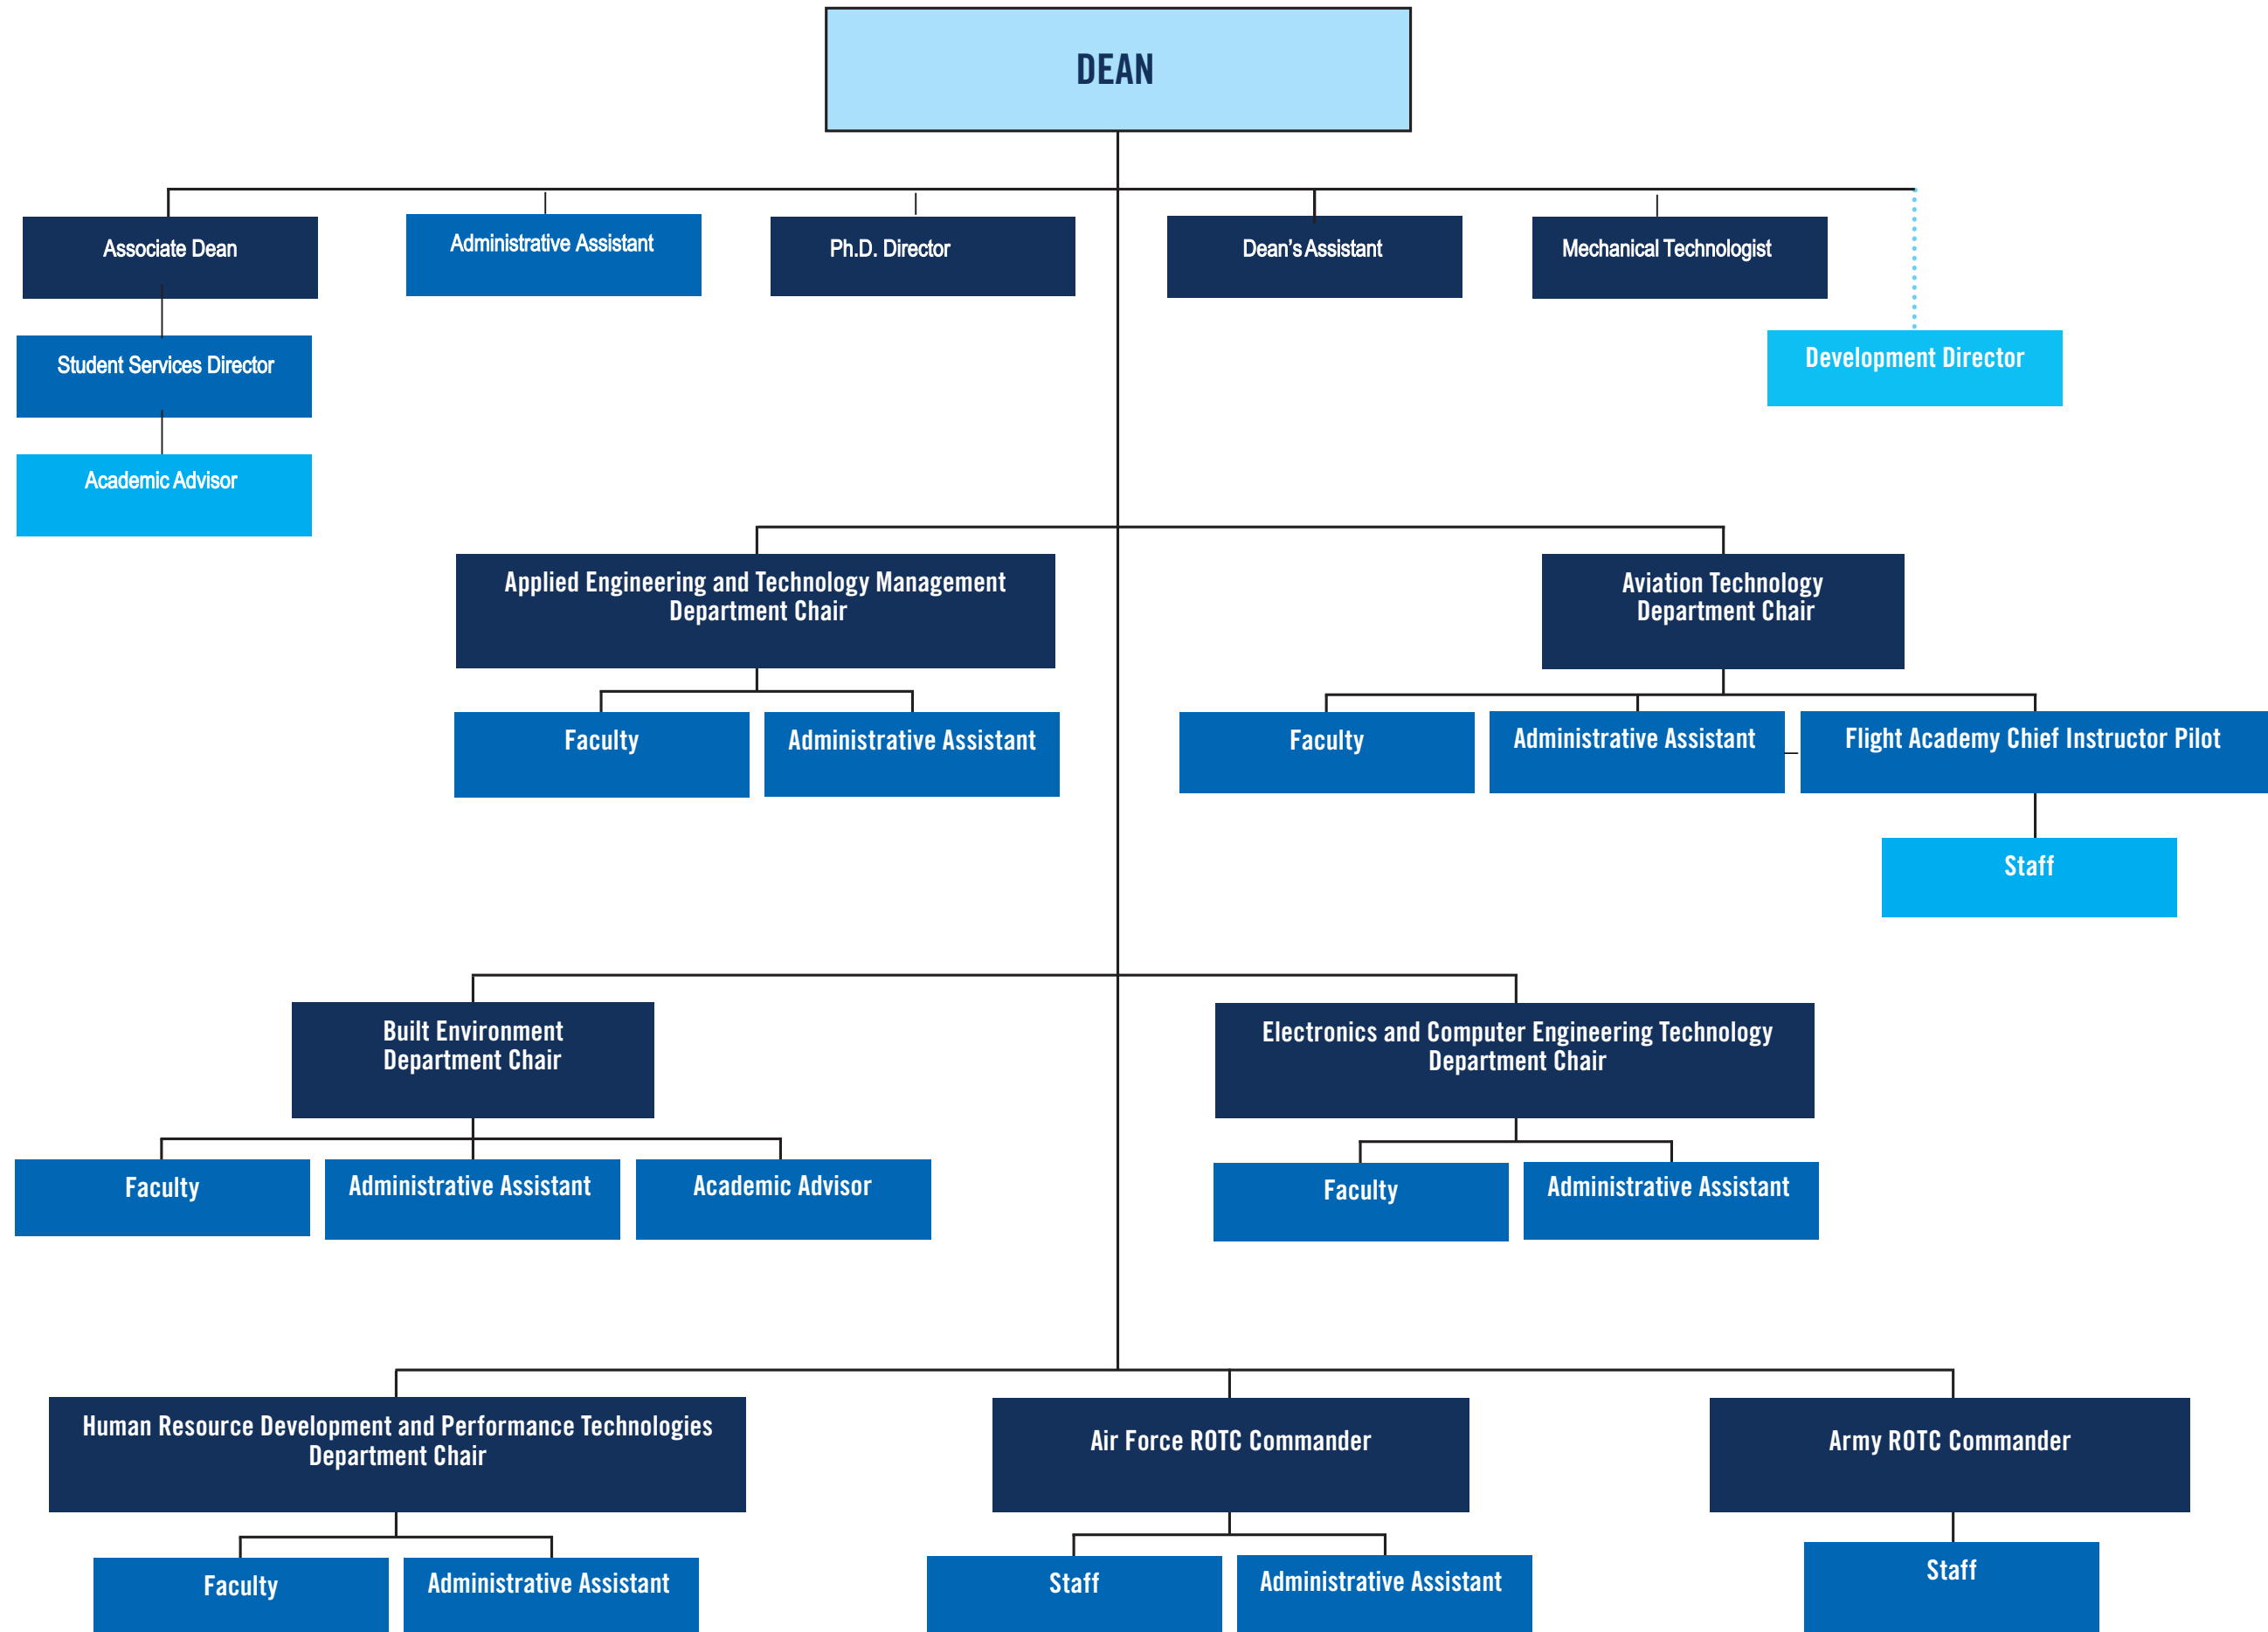 DEAN
Associate Dean
Administrative Assistant
Ph.D. Director
Dean's Assistant
Mechanical Technologist
Student Services Director
Development Director
Academic Advisor
Applied Engineering and Technology Management
Department Chair
Aviation Technology
Department Chair
Faculty
Administrative Assistant
Faculty
Administrative Assistant
Flight Academy Chief Instructor Pilot
Staff
Built Environment
Department Chair
Electronics and Computer Engineering Technology
Department Chair
Faculty
Administrative Assistant
Academic Advisor
Faculty
Administrative Assistant
Human Resource Development and Performance Technologies
Department Chair
Air Force ROTC Commander
Army ROTC Commander
Faculty
Administrative Assistant
Staff
Administrative Assistant
Staff